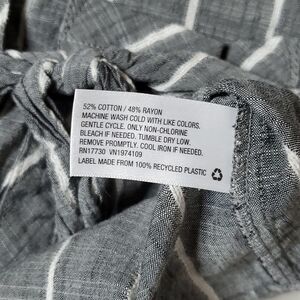 52% COTTON / 48% RAYON
MACHINE WASH COLD WITH LIKE COLORS.
GENTLE CYCLE. ONLY NON-CHLORINE
BLEACH IF NEEDED. TUMBLE DRY LOW.
REMOVE PROMPTLY. COOL IRON IF NEEDED.
RN17730 VN1974109
LABEL MADE FROM 100% RECYCLED PLASTIC